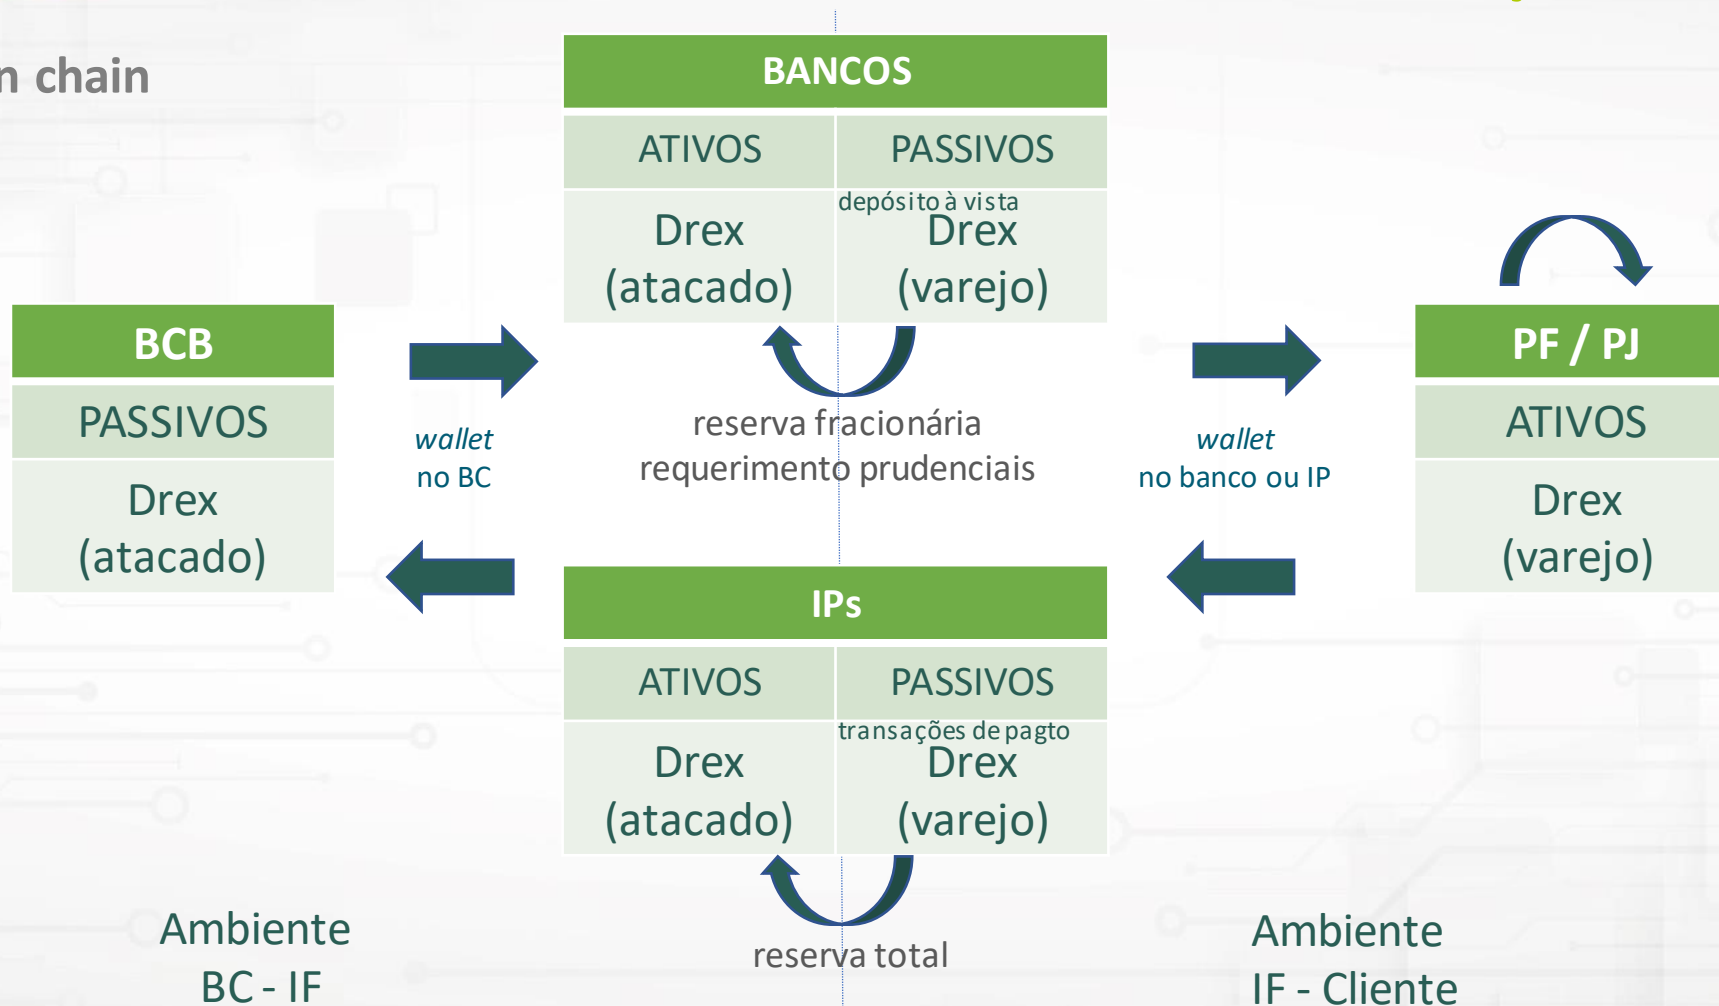 n chain
BANCOS
ATIVOS
PASSIVOS
depósito à vista
Drex
(atacado)
Drex
(varejo)
reserva fracionária
requerimento prudenciais
BCB
PASSIVOS
Drex
(atacado)
wallet
no BC
wallet
no banco ou IP
PF / PJ
ATIVOS
Drex
(varejo)
IPs
ATIVOS
PASSIVOS
transações de pagto
Drex
(atacado)
Drex
(varejo)
reserva total
Ambiente
BC - IF
Ambiente
IF - Cliente